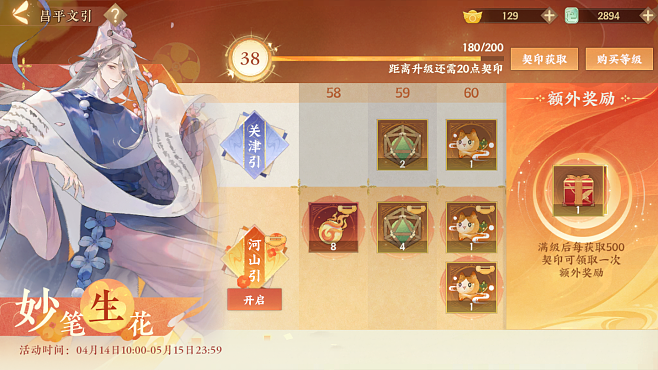 昌平文引
?
129
2894
38
180/200
距离升级还需20点契印
契印获取
购买等级
58
59
60
额外奖励
关津引
2
1
河山引
开启
8
4
1
1
1
满级后每获取500
契印可领取一次
额外奖励
妙笔生花
活动时间：04月14日10:00-05月15日23:59